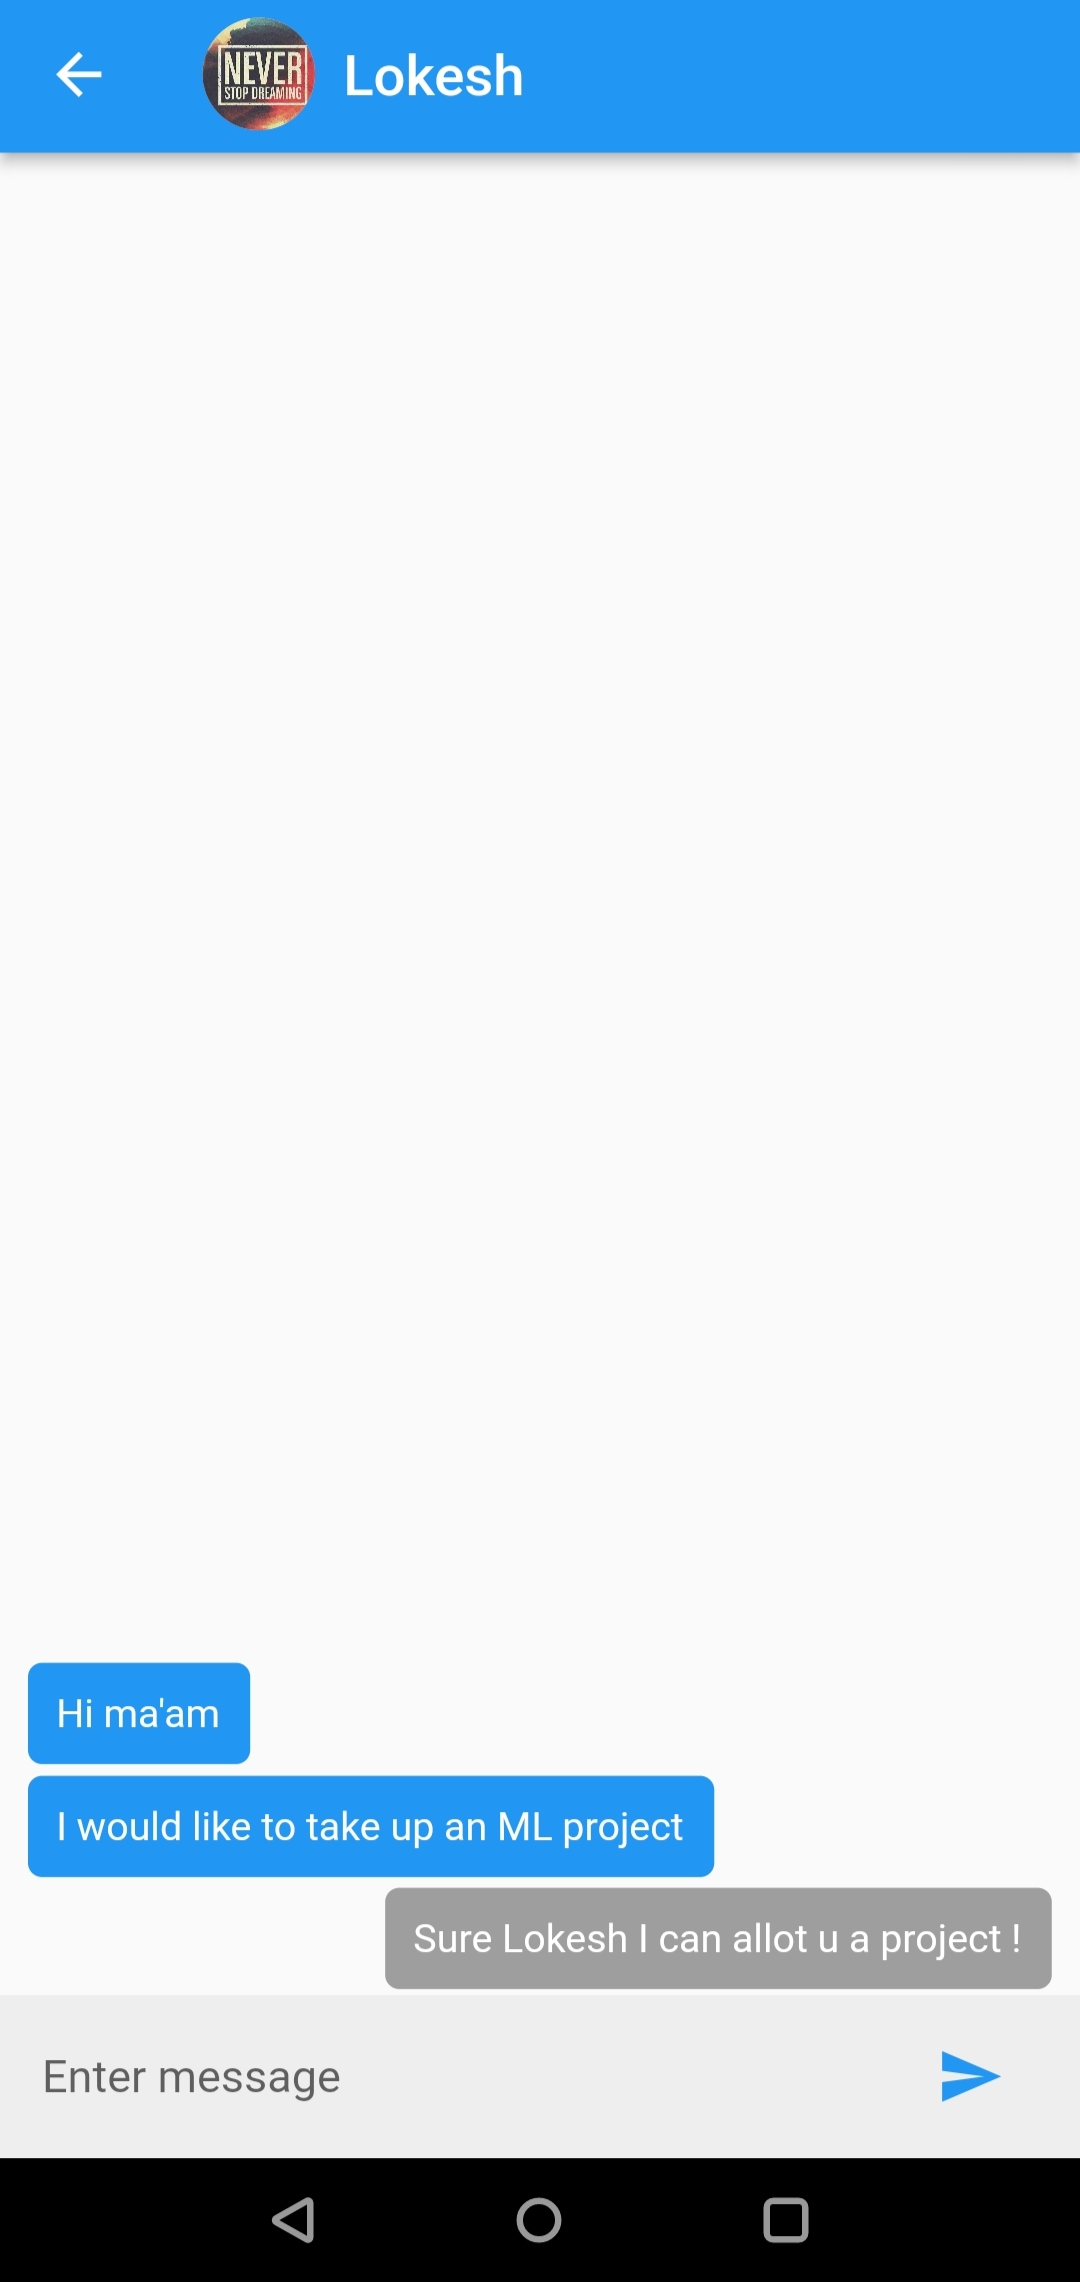 NEVER
STOP DREAMING
Lokesh
Hi ma'am
I would like to take up an ML project
Sure Lokesh I can allot u a project !
Enter message